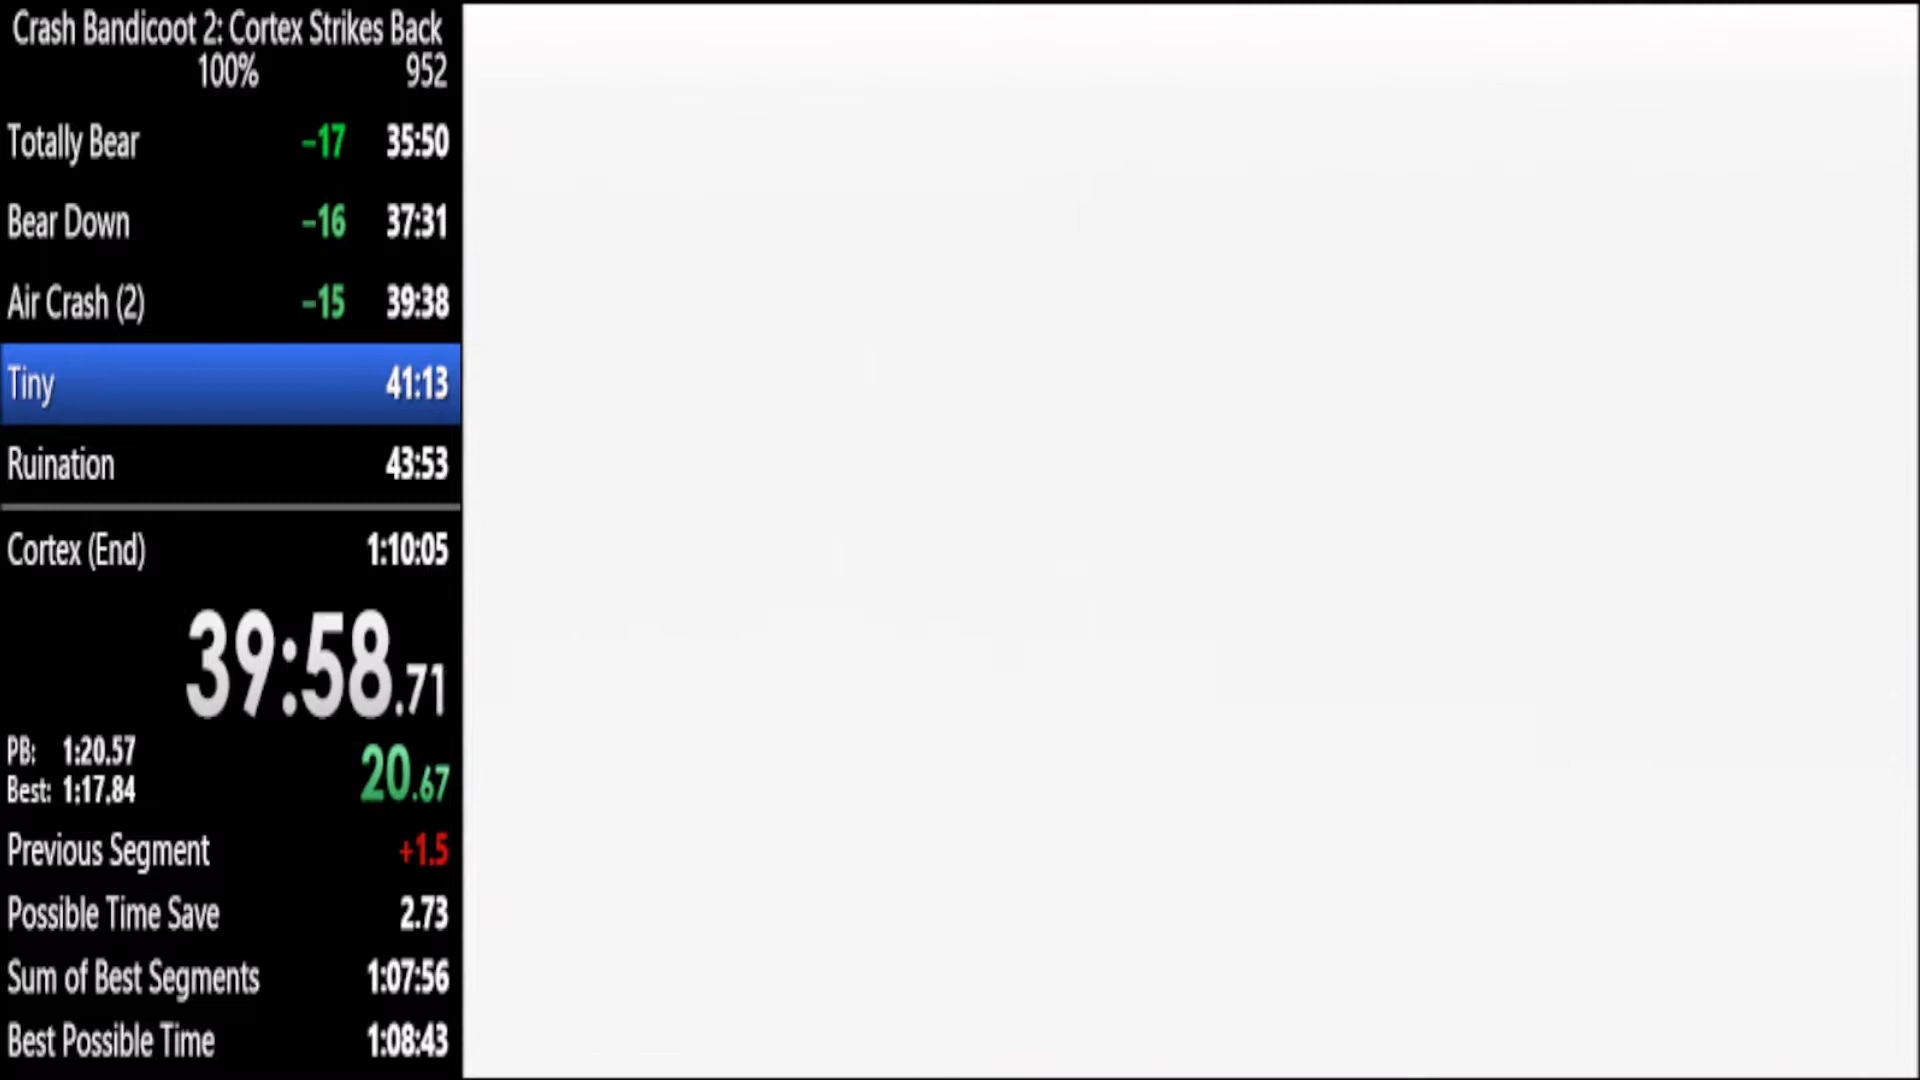 Crash Bandicoot 2: Cortex Strikes Back
100% 952
Totally Bear -17 35:50
Bear Down -16 37:31
Air Crash (2) -15 39:38
Tiny 41:13
Ruination 43:53
Cortex (End) 1:10:05
39:58.71
PB: 1:20.57
Best: 1:17.84
20.67
Previous Segment +1.5
Possible Time Save 2.73
Sum of Best Segments 1:07:56
Best Possible Time 1:08:43